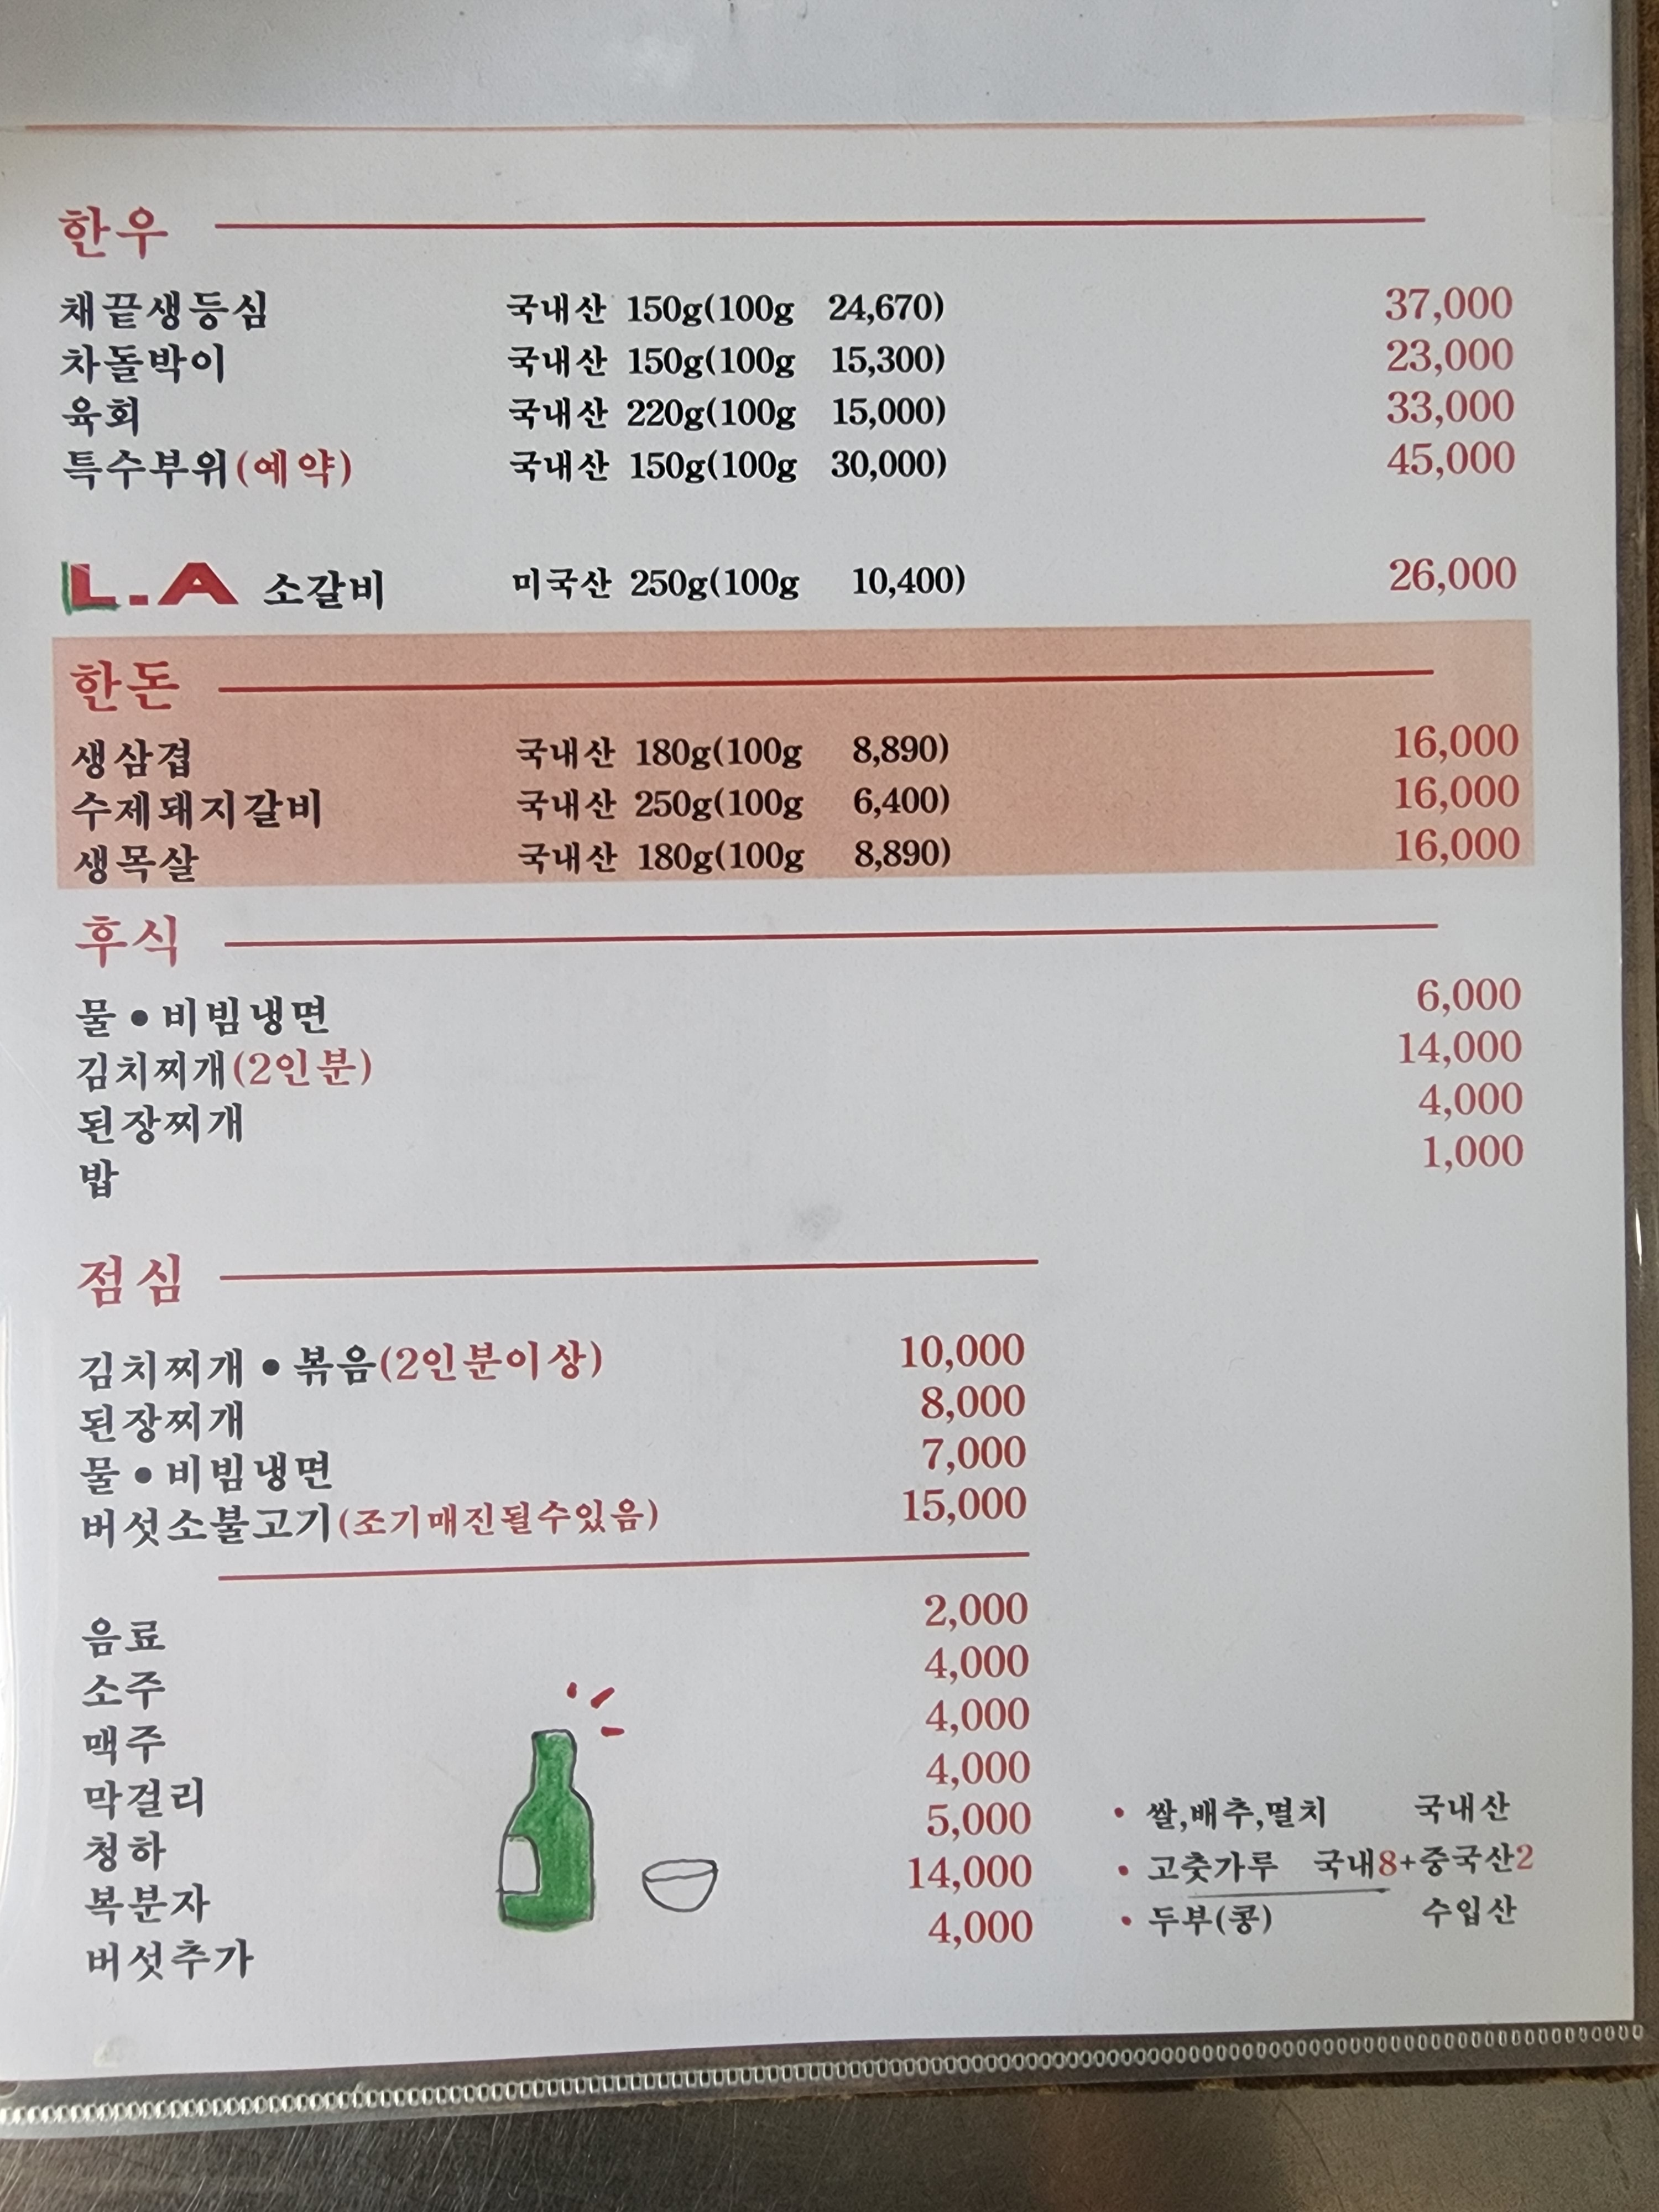 한우
채끝생등심 국내산 150g(100g 24,670) 37,000
차돌박이 국내산 150g(100g 15,300) 23,000
육회 국내산 220g(100g 15,000) 33,000
특수부위(예약) 국내산 150g(100g 30,000) 45,000
L.A 소갈비 미국산 250g(100g 10,400) 26,000
한돈
생삼겹 국내산 180g(100g 8,890) 16,000
수제돼지갈비 국내산 250g(100g 6,400) 16,000
생목살 국내산 180g(100g 8,890) 16,000
후식
물•비빔냉면 6,000
김치찌개(2인분) 14,000
된장찌개 4,000
밥 1,000
점심
김치찌개•볶음(2인분이상) 10,000
된장찌개 8,000
물•비빔냉면 7,000
버섯소불고기(조기매진될수있음) 15,000
음료 2,000
소주 4,000
맥주 4,000
막걸리 4,000
청하 5,000
복분자 14,000
버섯추가 4,000
• 쌀,배추,멸치 국내산
• 고춧가루 국내8+중국산2
• 두부(콩) 수입산